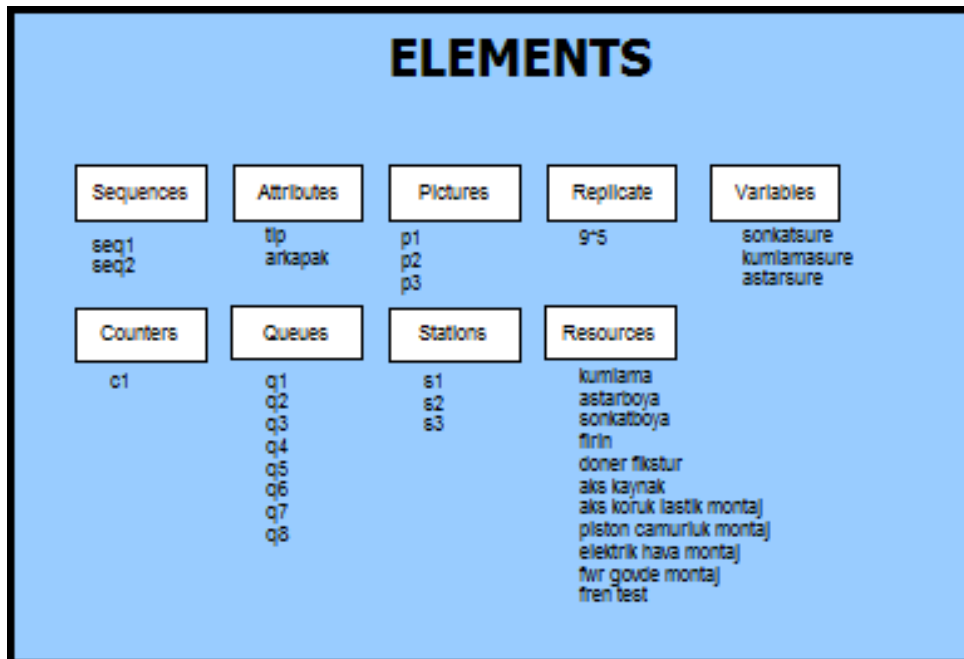 ELEMENTS
Sequences
seq1
seq2
Attributes
tip
arkapak
Pictures
p1
p2
p3
Replicate
9*5
Variables
sonkatsure
kumlamasure
astarsure
Counters
c1
Queues
q1
q2
q3
q4
q5
q6
q7
q8
Stations
s1
s2
s3
Resources
kumlama
astarboya
sonkatboya
firin
doner fikstur
aks kaynak
aks koruk lastik montaj
piston camurluk montaj
elektrik hava montaj
fwr govde montaj
fren test